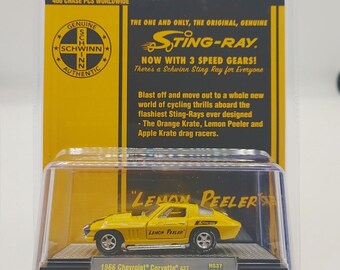 400 CHASE PCS WORLDWIDE
GENUINE
SCHWINN
SCHWINN
AUTHENTIC
THE ONE AND ONLY, THE ORIGINAL, GENUINE
STING-RAY.
NOW WITH 3 SPEED GEARS!
There's a Schwinn Sting Ray for Everyone
Blast off and move out to a whole new
world of cycling thrills aboard the
flashiest Sting-Rays ever designed
- The Orange Krate, Lemon Peeler and
Apple Krate drag racers.
"LEMON PEELER"
LEMON PEELER
1966 Chevrolet® Corvette® 427
HS37